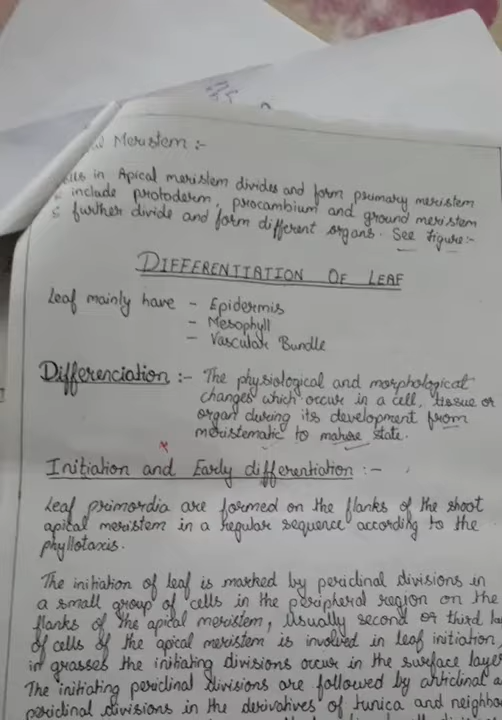 Meristem :-
in Apical meristem divides and form primary meristem
include protoderm, procambium and ground meristem
further divide and form different organs. See figure:-
DIFFERENTIATION OF LEAF
Leaf mainly have - Epidermis
- Mesophyll
- Vascular Bundle
Differenciation :- The physiological and morphological
changes which occur in a cell, tissue or
organ during its development from
meristematic to mature state.
Initiation and Early differentiation :-
Leaf primordia are formed on the flanks of the shoot
apical meristem in a regular sequence according to the
phyllotaxis.
The initiation of leaf is marked by periclinal divisions in
a small group of cells in the peripheral region on the
flanks of the apical meristem, Usually second or third
of cells of the apical meristem is involved in leaf initiation,
in grasses the initiating divisions occur in the surface layer
The initiating periclinal divisions are followed by anticlinal
periclinal divisions in the derivatives of tunica and